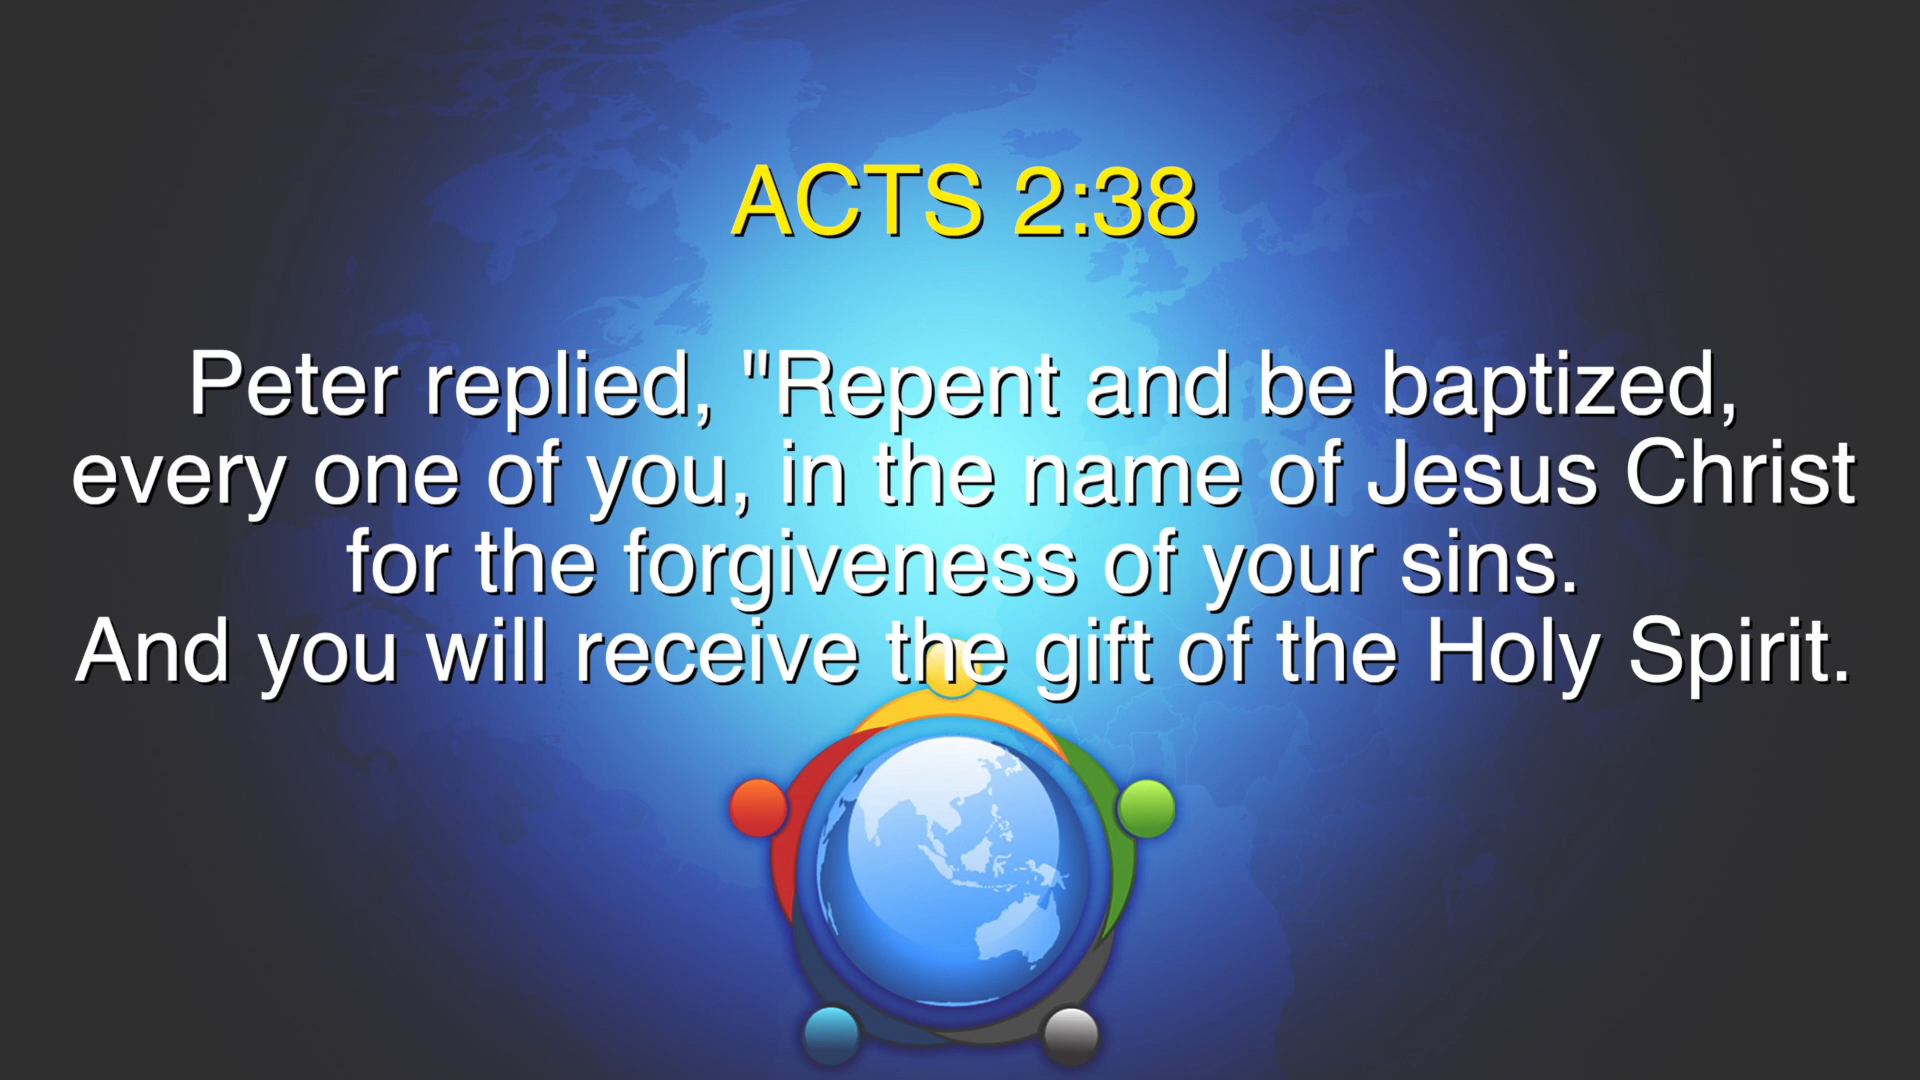 ACTS 2:38
Peter replied, "Repent and be baptized,
every one of you, in the name of Jesus Christ
for the forgiveness of your sins.
And you will receive the gift of the Holy Spirit.